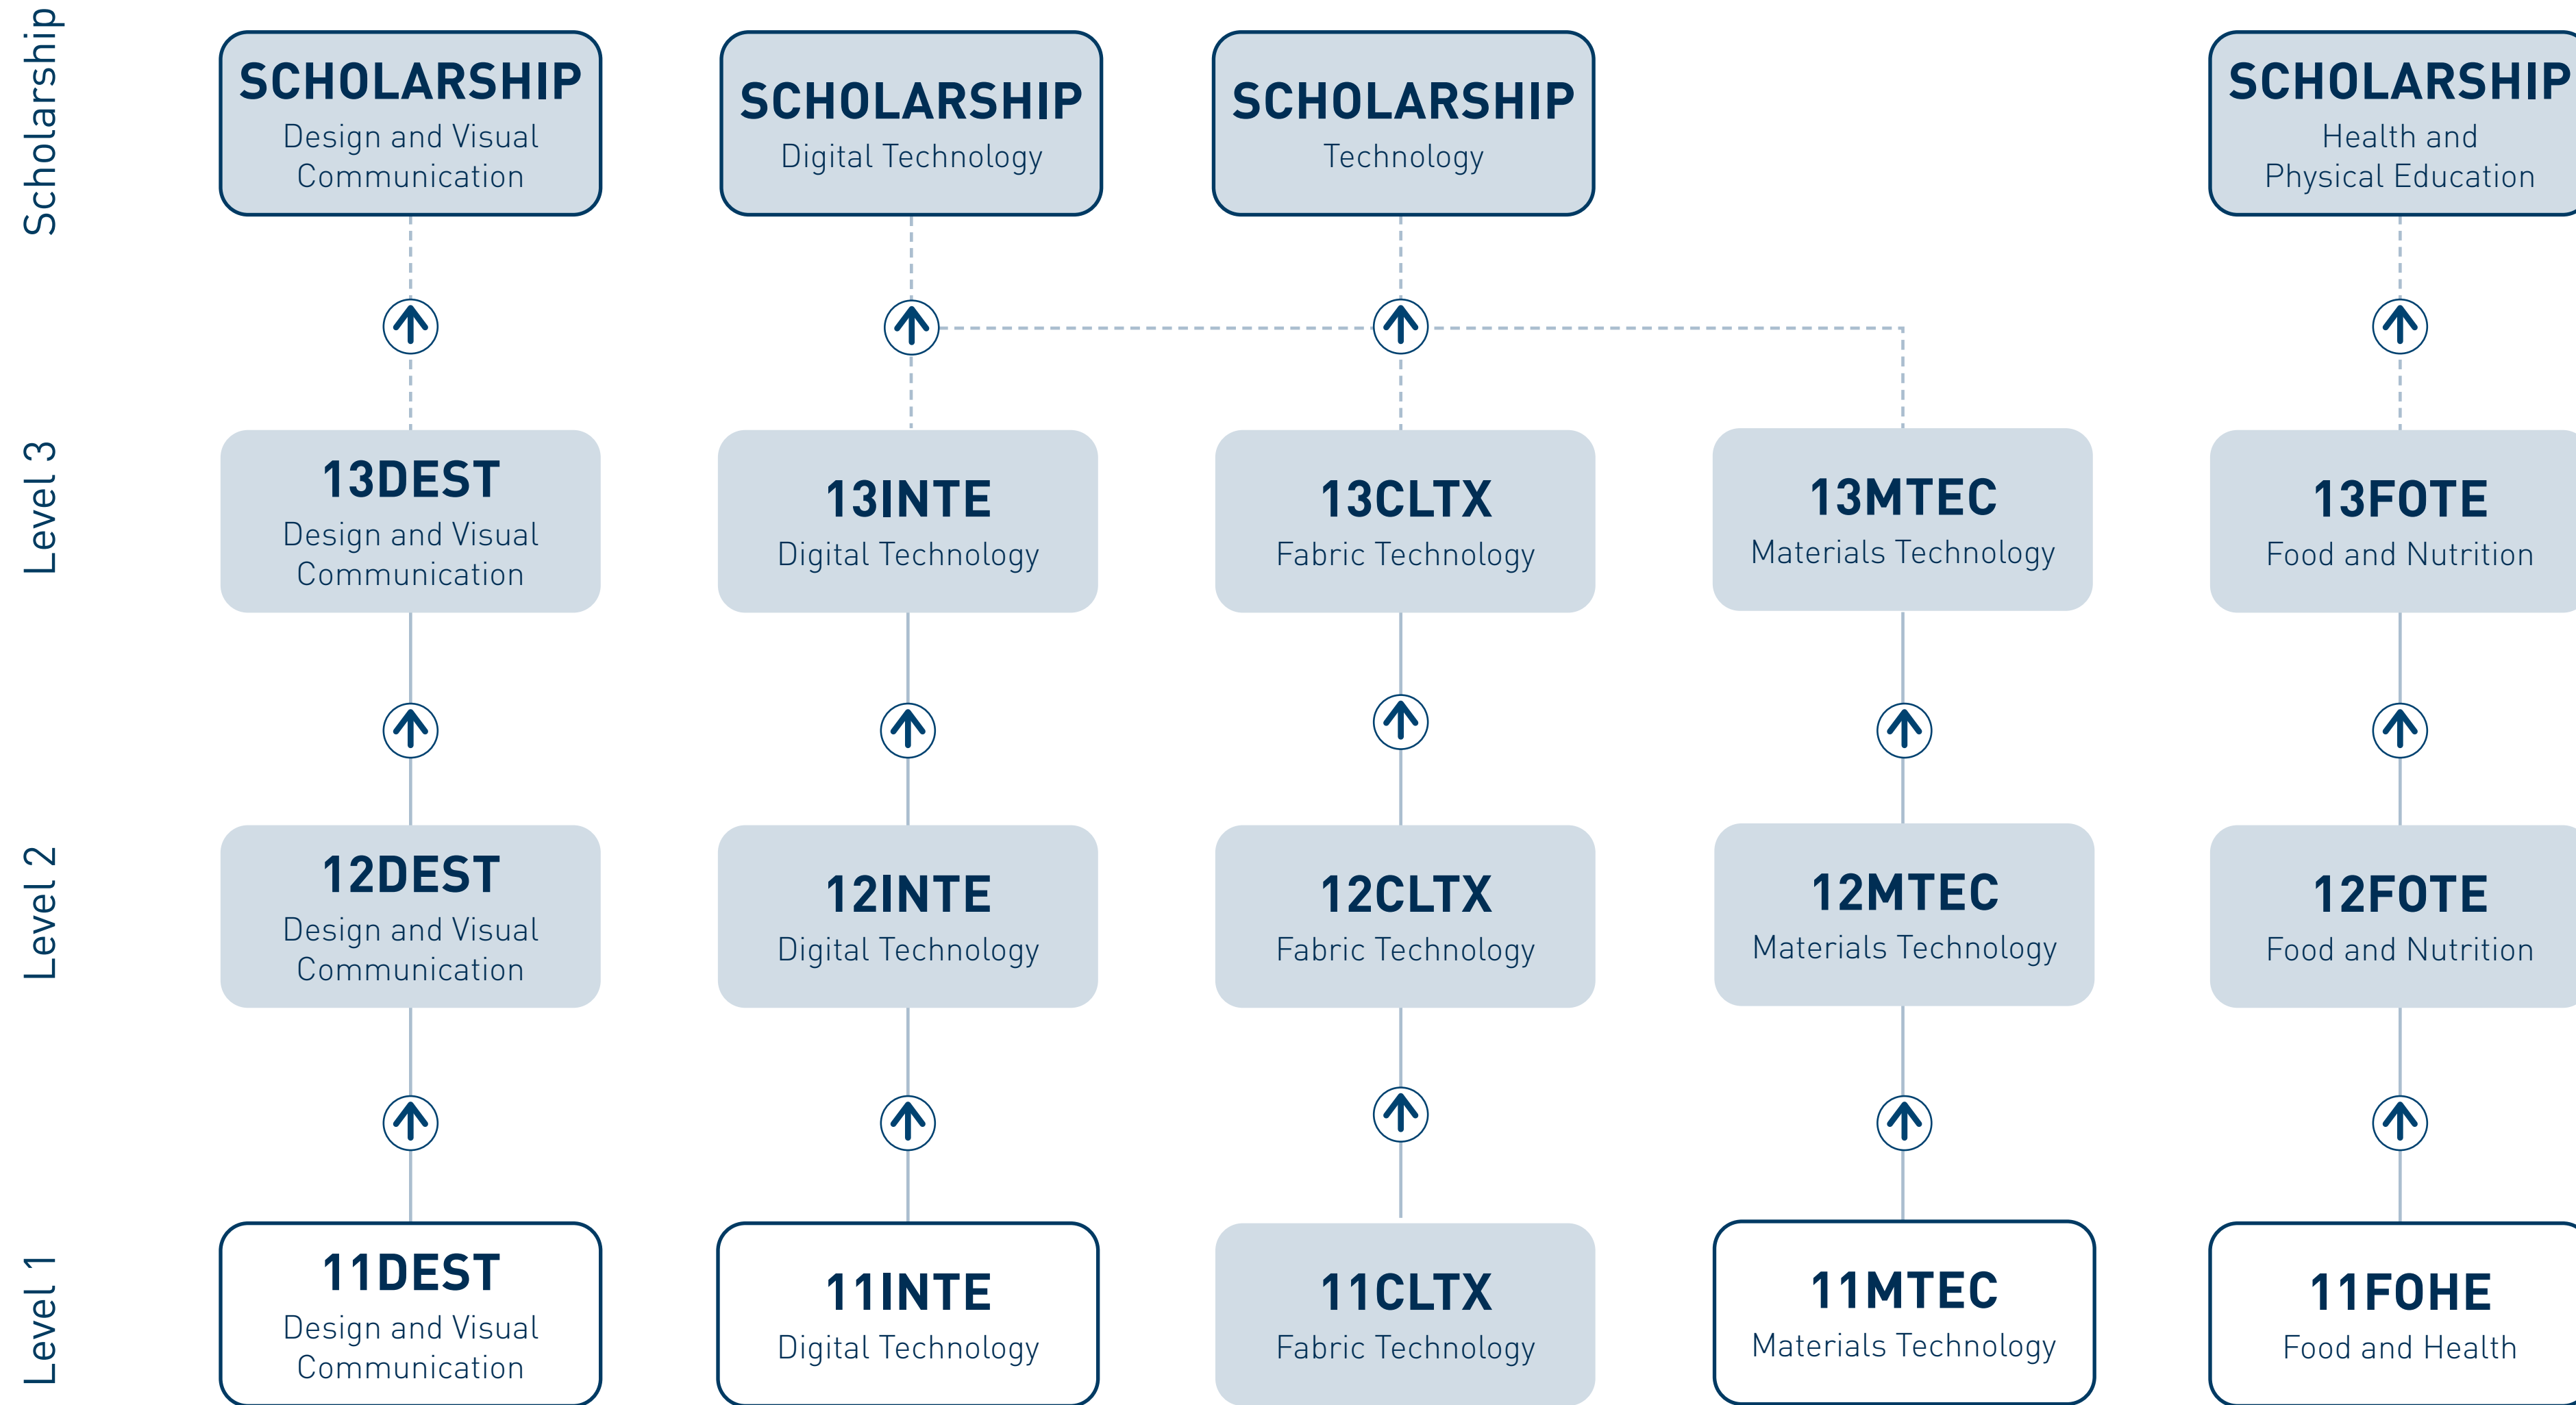 Scholarship
SCHOLARSHIP
Design and Visual
Communication
SCHOLARSHIP
Digital Technology
SCHOLARSHIP
Technology
SCHOLARSHIP
Health and
Physical Education
Level 3
13DEST
Design and Visual
Communication
13INTE
Digital Technology
13CLTX
Fabric Technology
13MTEC
Materials Technology
13FOTE
Food and Nutrition
Level 2
12DEST
Design and Visual
Communication
12INTE
Digital Technology
12CLTX
Fabric Technology
12MTEC
Materials Technology
12FOTE
Food and Nutrition
Level 1
11DEST
Design and Visual
Communication
11INTE
Digital Technology
11CLTX
Fabric Technology
11MTEC
Materials Technology
11FOHE
Food and Health